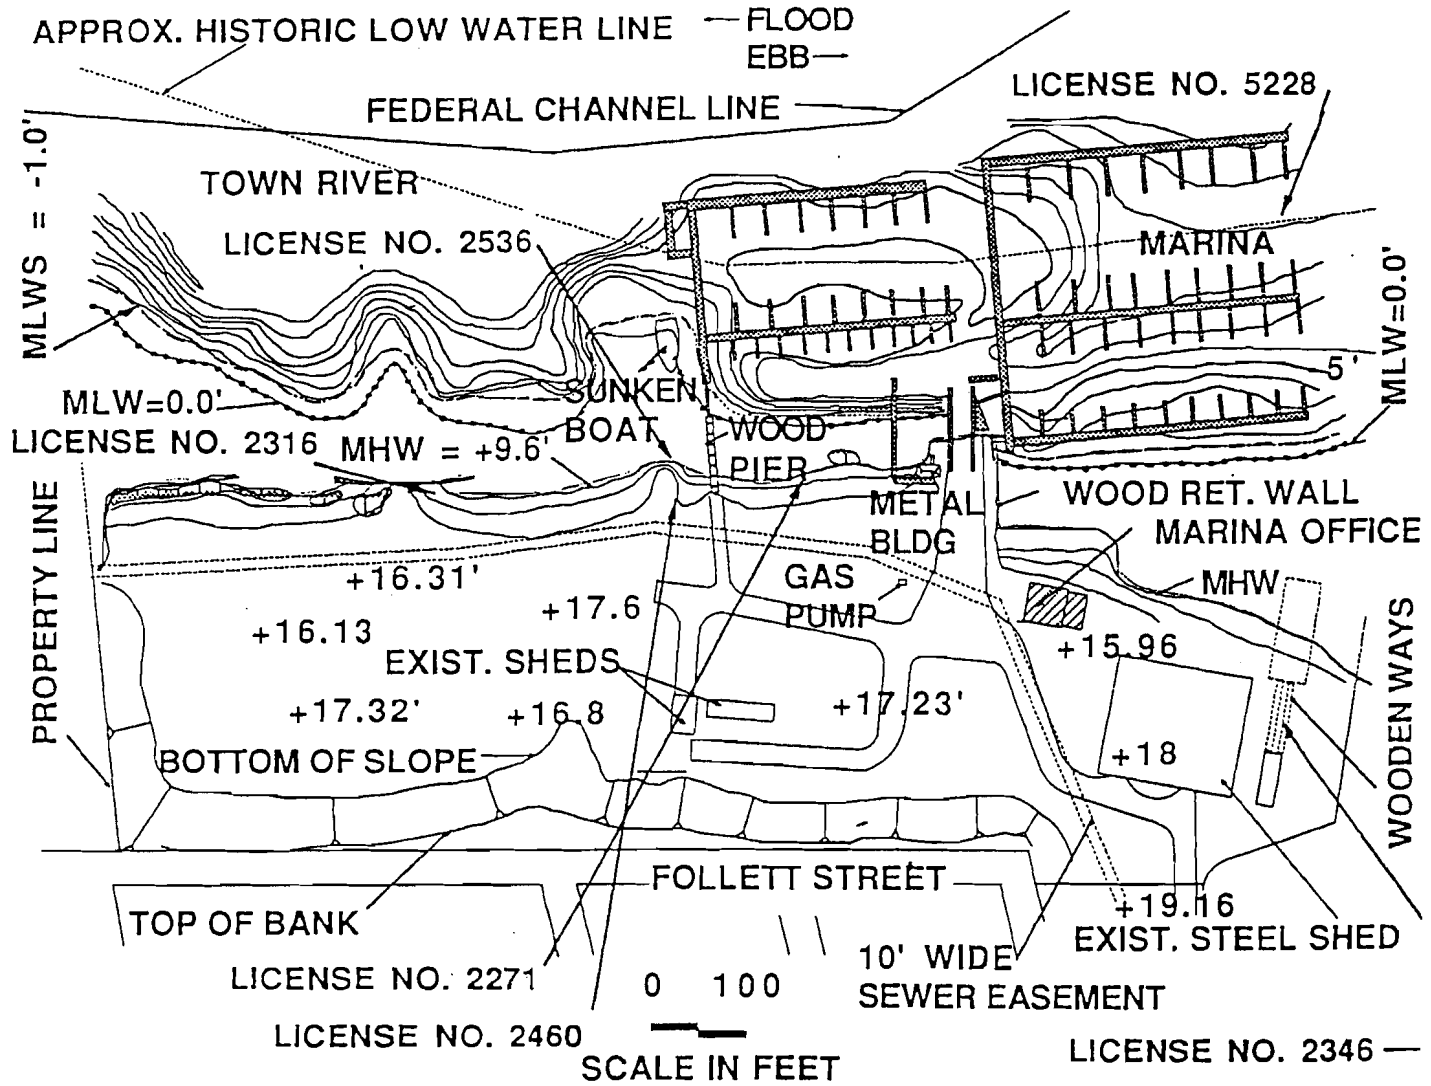 APPROX. HISTORIC LOW WATER LINE
FLOOD
EBB
LICENSE NO. 5228
FEDERAL CHANNEL LINE
MLWS = -1.0'
TOWN RIVER
LICENSE NO. 2536
MARINA
MLW=0.0'
5'
SUNKEN
BOAT
MLW=0.0'
LICENSE NO. 2316
MHW = +9.6'
WOOD
PIER
METAL
BLDG
WOOD RET. WALL
MARINA OFFICE
PROPERTY LINE
+16.31'
GAS
PUMP
MHW
+17.6
+16.13
EXIST. SHEDS
+15.96
WOODEN WAYS
+17.32'
+16.8
+17.23'
BOTTOM OF SLOPE
+18
FOLLETT STREET
TOP OF BANK
+19.16
EXIST. STEEL SHED
10' WIDE
SEWER EASEMENT
LICENSE NO. 2271
0 100
LICENSE NO. 2460
SCALE IN FEET
LICENSE NO. 2346